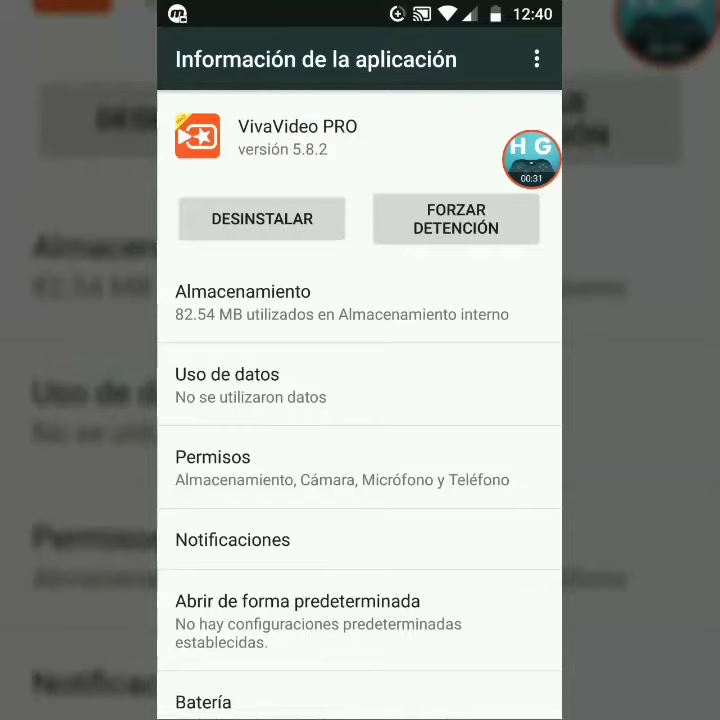 12:40
Información de la aplicación
VivaVideo PRO
versión 5.8.2
H G
00:31
DESINSTALAR
FORZAR
DETENCIÓN
Almacenamiento
82.54 MB utilizados en Almacenamiento interno
Uso de datos
No se utilizaron datos
Permisos
Almacenamiento, Cámara, Micrófono y Teléfono
Notificaciones
Abrir de forma predeterminada
No hay configuraciones predeterminadas
establecidas.
Batería